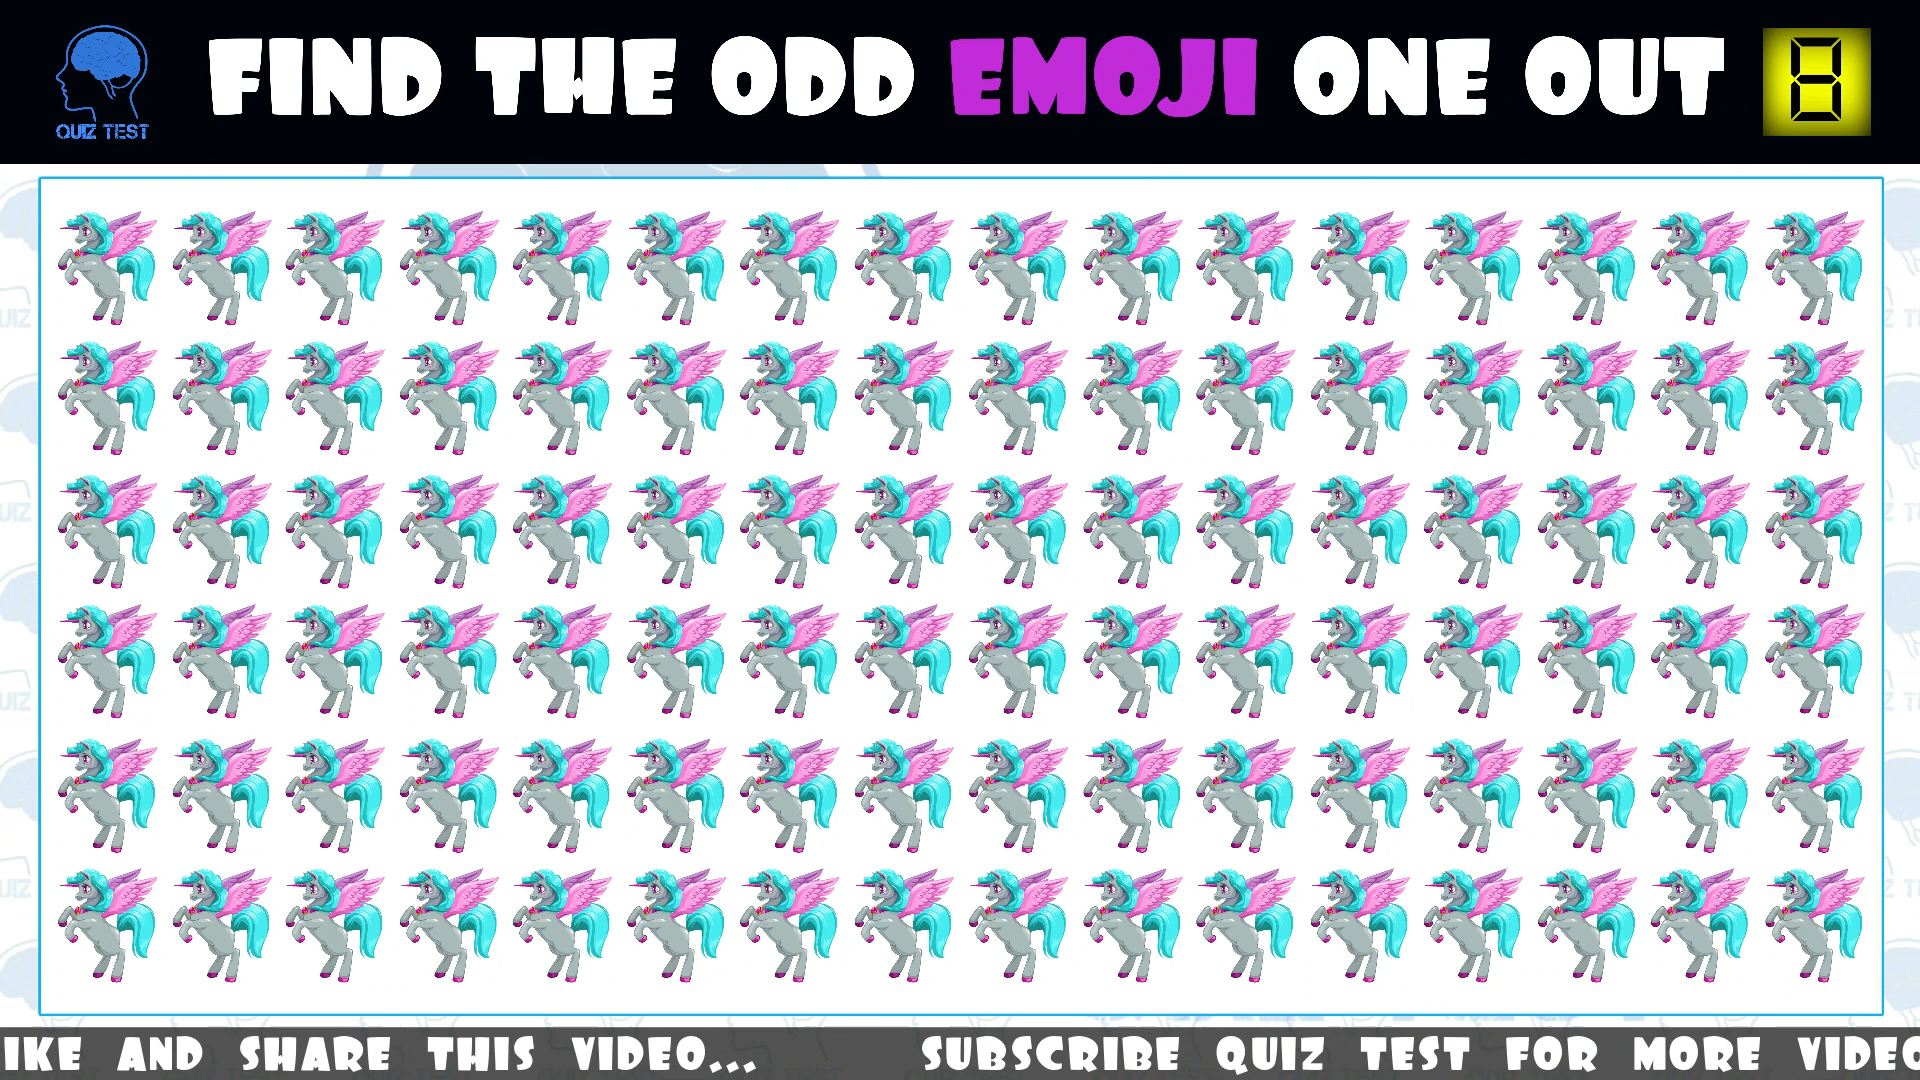 FIND THE ODD EMOJI ONE OUT 8
QUIZ TEST
IKE AND SHARE THIS VIDEO... SUBSCRIBE QUIZ TEST FOR MORE VIDEO